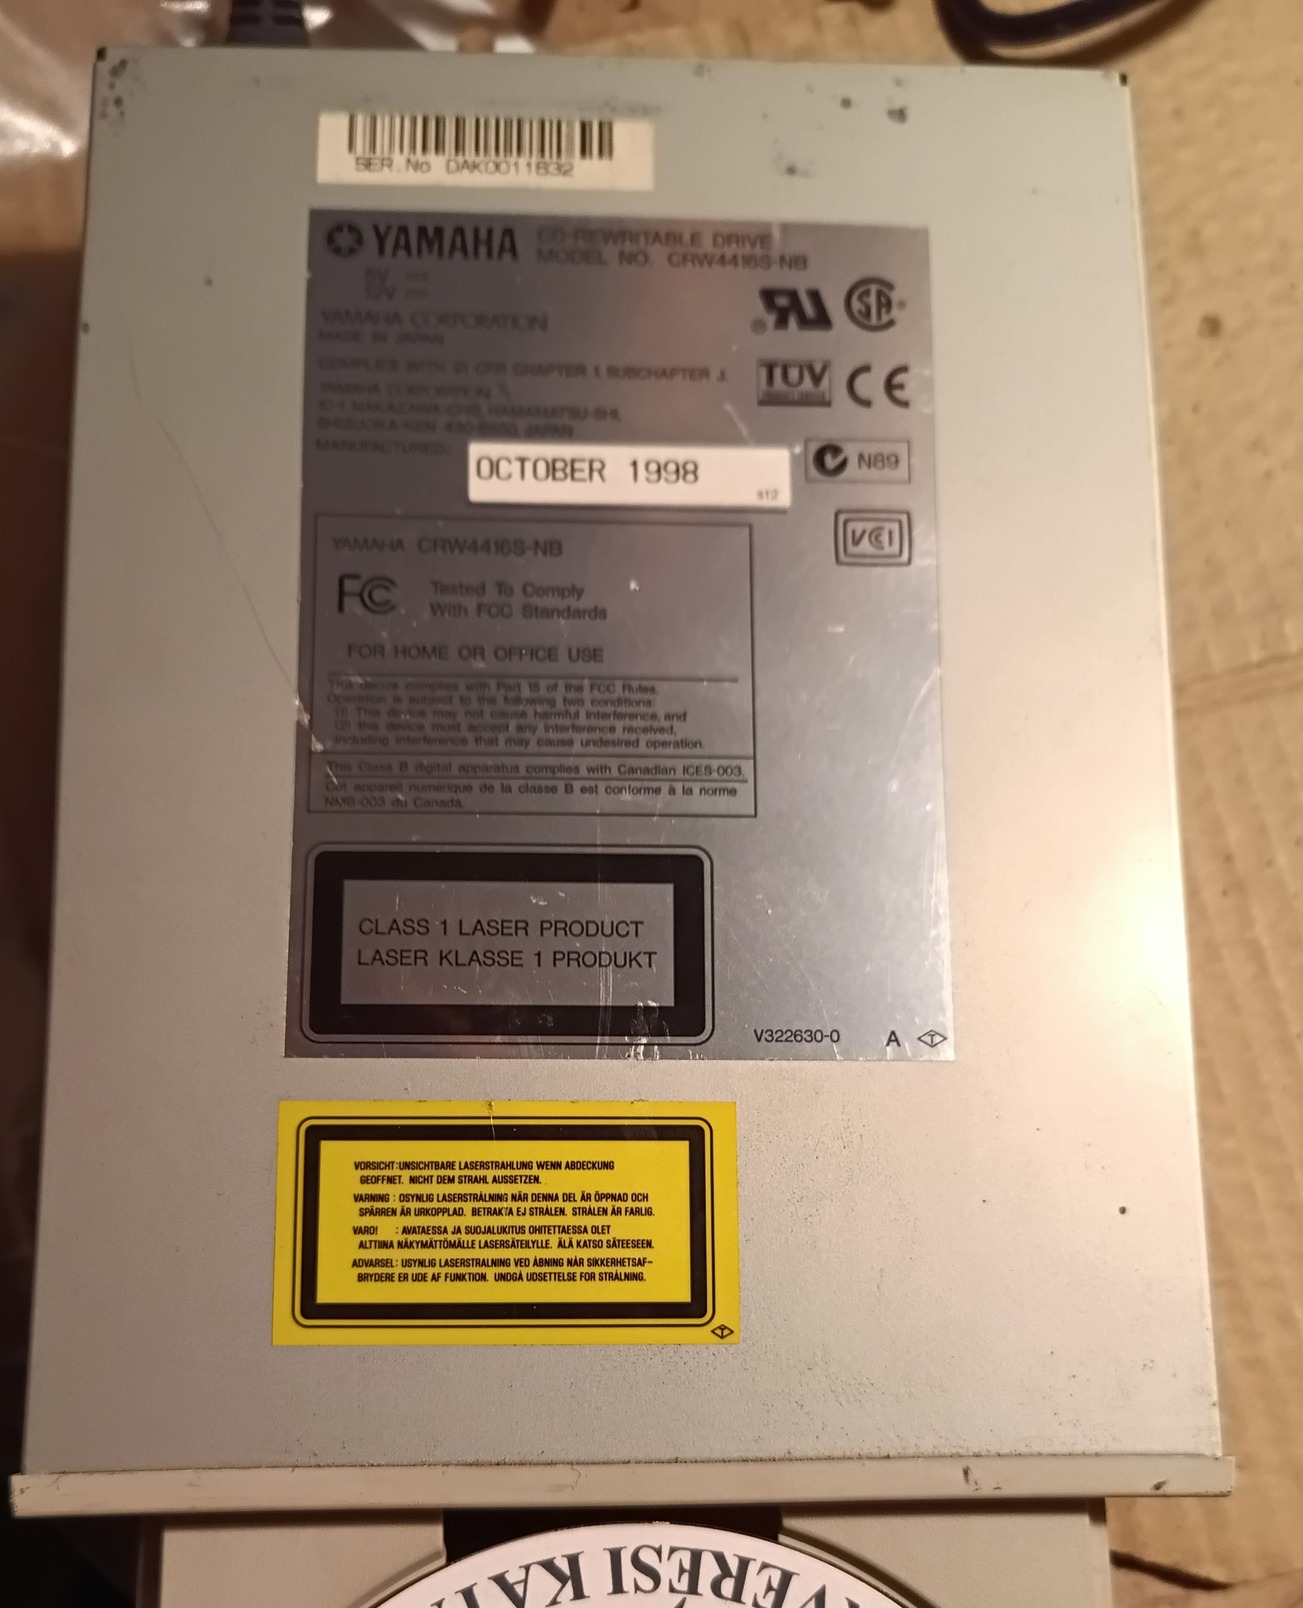 SER.No DAK0011632
YAMAHA CD-REWRITABLE DRIVE
MODEL NO. CRW4416S-NB
5V
12V
YAMAHA CORPORATION
MADE IN JAPAN
COMPLIES WITH 21 CFR CHAPTER I, SUBCHAPTER J.
YAMAHA CORPORATION
10-1 NAKAZAWA-CHO, HAMAMATSU-SHI,
SHIZUOKA-KEN 430-8650, JAPAN
MANUFACTURED:
OCTOBER 1998
TÜV
CE
N89
VCI
YAMAHA CRW4416S-NB
FC Tested To Comply
With FCC Standards
FOR HOME OR OFFICE USE
This device complies with Part 15 of the FCC Rules.
Operation is subject to the following two conditions:
(1) This device may not cause harmful interference, and
(2) this device must accept any interference received,
including interference that may cause undesired operation.
This Class B digital apparatus complies with Canadian ICES-003.
Cet appareil numérique de la classe B est conforme à la norme
NMB-003 du Canada.
CLASS 1 LASER PRODUCT
LASER KLASSE 1 PRODUKT
V322630-0 A T
VORSICHT:UNSICHTBARE LASERSTRAHLUNG WENN ABDECKUNG
GEOFFNET. NICHT DEM STRAHL AUSSETZEN.
VARNING : OSYNLIG LASERSTRÅLNING NÄR DENNA DEL ÄR ÖPPNAD OCH
SPÄRREN ÄR URKOPPLAD. BETRAKTA EJ STRÅLEN. STRÅLEN ÄR FARLIG.
VARO! : AVATAESSA JA SUOJALUKITUS OHITETTAESSA OLET
ALTTIINA NÄKYMÄTTÖMÄLLE LASERSÄTEILYLLE. ÄLÄ KATSO SÄTEESEEN.
ADVARSEL: USYNLIG LASERSTRALNING VED ÅBNING NÅR SIKKERHETSAF-
BRYDERE ER UDE AF FUNKTION. UNDGÅ UDSETTELSE FOR STRÅLNING.
T